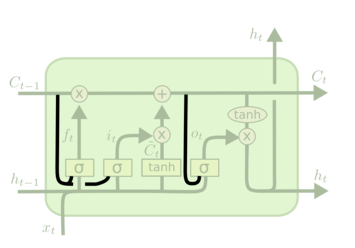 h_t
C_{t-1} × + C_t
tanh
f_t i_t × o_t ×
C̃_t
σ σ tanh σ
h_{t-1} h_t
x_t